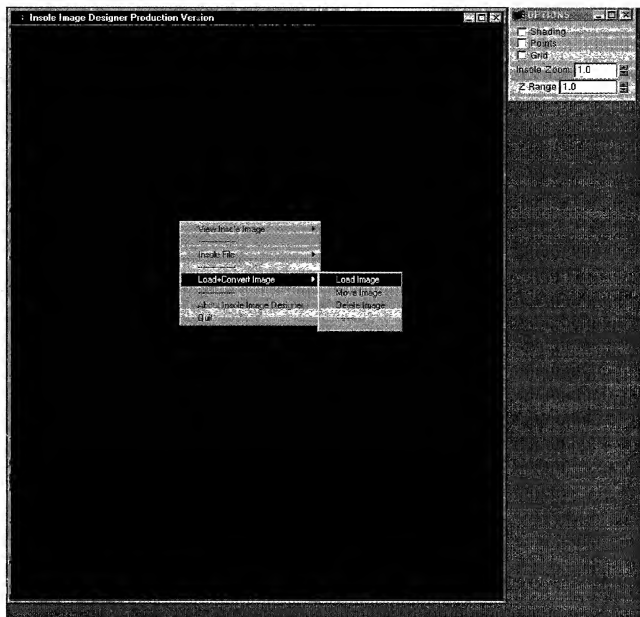 Insole Image Designer Production Version
OPTIONS
Shading
Points
Grid
Insole Zoom: 1.0
Z Range 1.0
View Insole Image
Insole File
Load+Convert Image
Load Image
Move Image
Delete Image
About Insole Image Designer